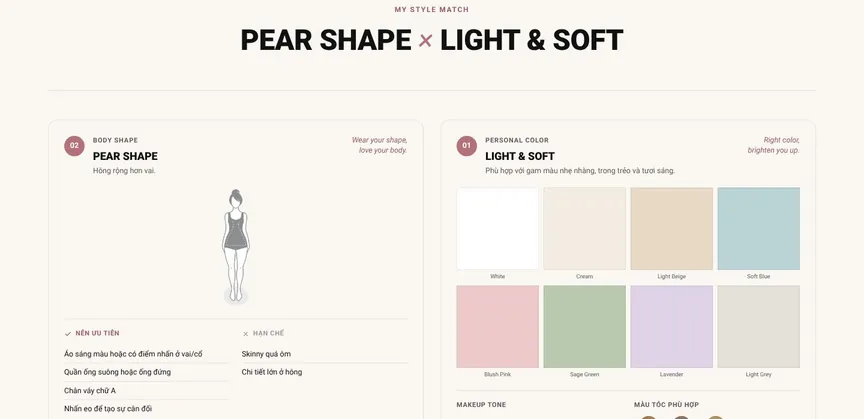 MY STYLE MATCH
PEAR SHAPE × LIGHT & SOFT
02
BODY SHAPE
PEAR SHAPE
Hông rộng hơn vai.
Wear your shape,
love your body.
✓ NÊN ƯU TIÊN
Áo sáng màu hoặc có điểm nhấn ở vai/cổ
Quần ống suông hoặc ống đứng
Chân váy chữ A
Nhấn eo để tạo sự cân đối
× HẠN CHẾ
Skinny quá ôm
Chi tiết lớn ở hông
01
PERSONAL COLOR
LIGHT & SOFT
Phù hợp với gam màu nhẹ nhàng, trong trẻo và tươi sáng.
Right color,
brighten you up.
White
Cream
Light Beige
Soft Blue
Blush Pink
Sage Green
Lavender
Light Grey
MAKEUP TONE
MÀU TÓC PHÙ HỢP